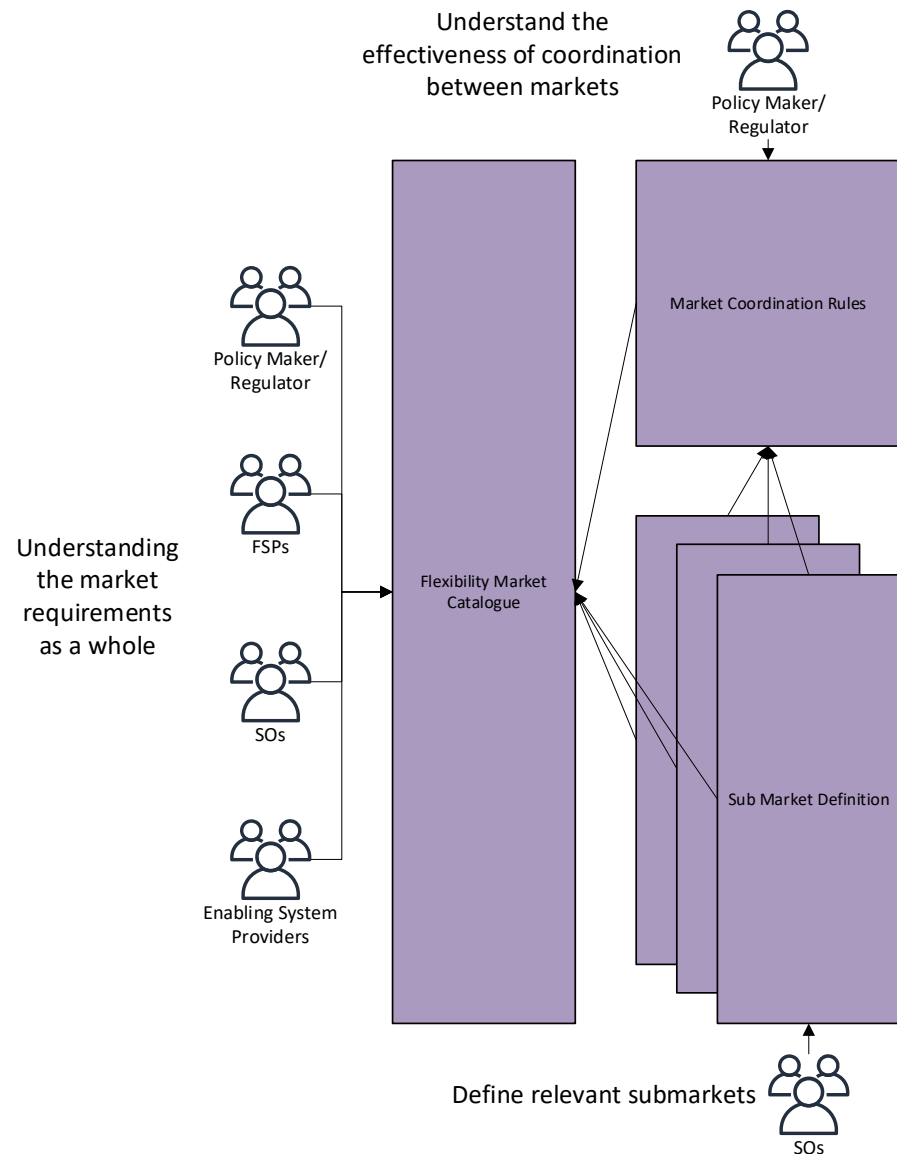 Understand the
effectiveness of coordination
between markets
Policy Maker/
Regulator
Market Coordination Rules
Policy Maker/
Regulator
FSPs
Understanding
the market
requirements
as a whole
Flexibility Market
Catalogue
SOs
Sub Market Definition
Enabling System
Providers
Define relevant submarkets
SOs